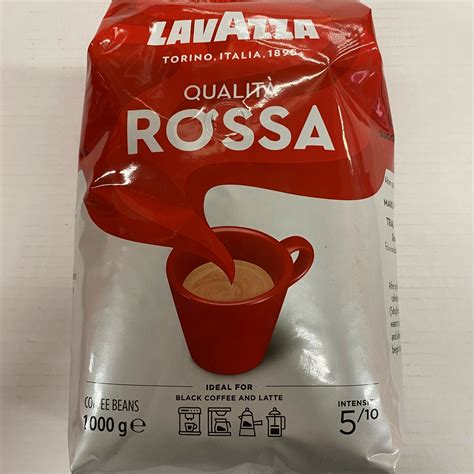 LAVAZZA
TORINO, ITALIA, 1895
QUALITÀ
ROSSA
IDEAL FOR
BLACK COFFEE AND LATTE
COFFEE BEANS
1000 g e
INTENSITY
5/10